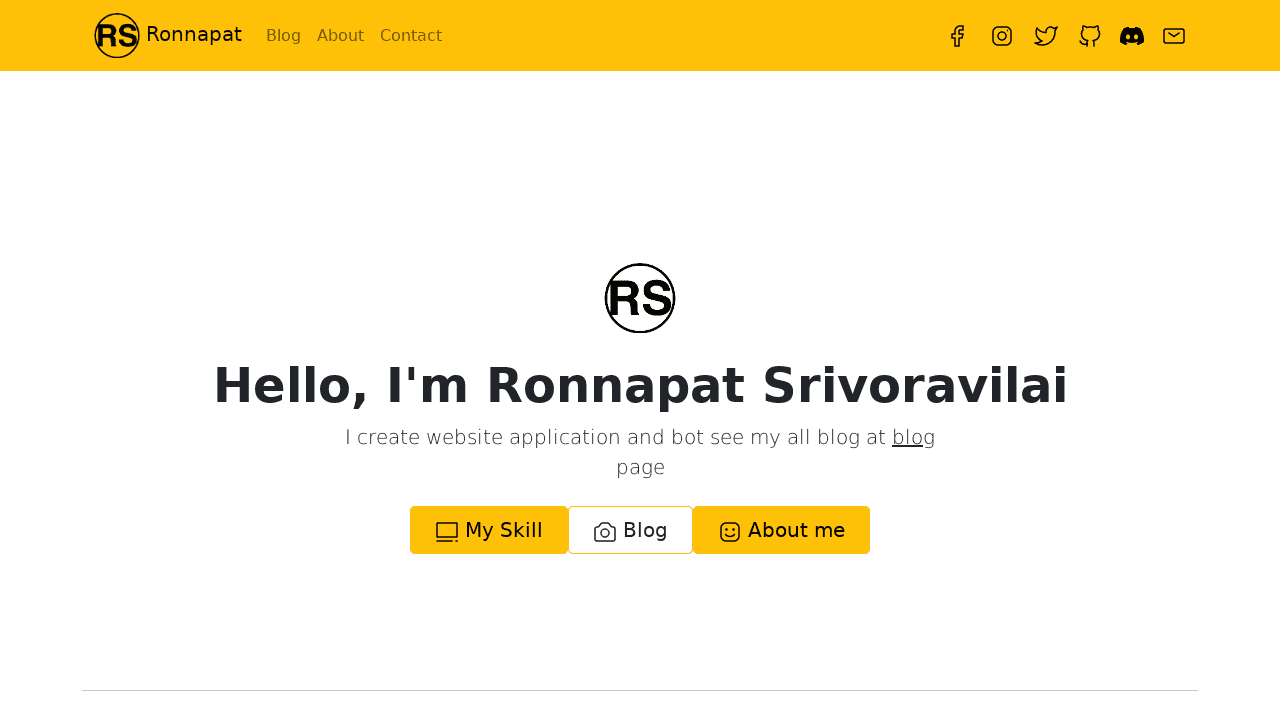 RS Ronnapat Blog About Contact
RS
Hello, I'm Ronnapat Srivoravilai
I create website application and bot see my all blog at blog
page
My Skill Blog About me